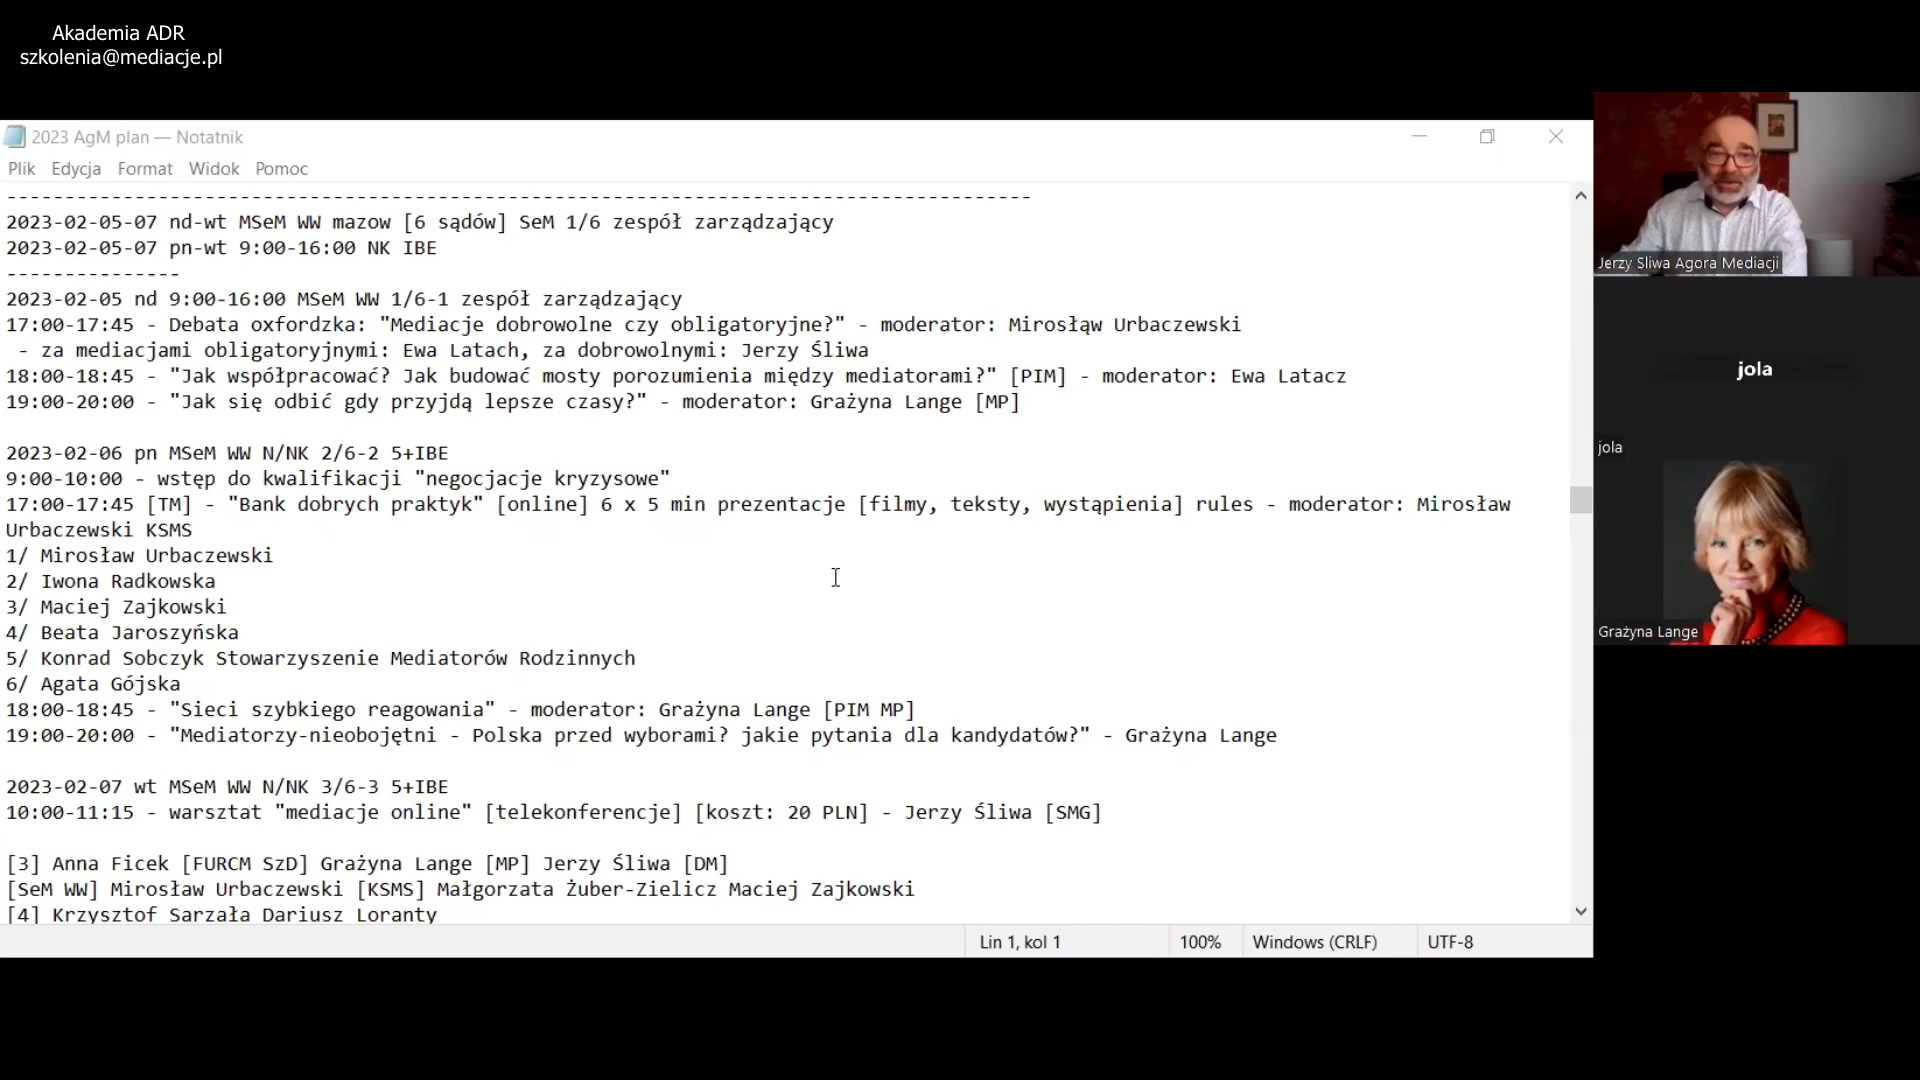 Akademia ADR
szkolenia@mediacje.pl
2023 AgM plan — Notatnik
Plik Edycja Format Widok Pomoc
----------------------------------------------------------------------------------------
2023-02-05-07 nd-wt MSeM WW mazow [6 sądów] SeM 1/6 zespół zarządzający
2023-02-05-07 pn-wt 9:00-16:00 NK IBE
---------------
2023-02-05 nd 9:00-16:00 MSeM WW 1/6-1 zespół zarządzający
17:00-17:45 - Debata oxfordzka: "Mediacje dobrowolne czy obligatoryjne?" - moderator: Mirosłąw Urbaczewski
- za mediacjami obligatoryjnymi: Ewa Latach, za dobrowolnymi: Jerzy Śliwa
18:00-18:45 - "Jak współpracować? Jak budować mosty porozumienia między mediatorami?" [PIM] - moderator: Ewa Latacz
19:00-20:00 - "Jak się odbić gdy przyjdą lepsze czasy?" - moderator: Grażyna Lange [MP]
2023-02-06 pn MSeM WW N/NK 2/6-2 5+IBE
9:00-10:00 - wstęp do kwalifikacji "negocjacje kryzysowe"
17:00-17:45 [TM] - "Bank dobrych praktyk" [online] 6 x 5 min prezentacje [filmy, teksty, wystąpienia] rules - moderator: Mirosław
Urbaczewski KSMS
1/ Mirosław Urbaczewski
2/ Iwona Radkowska
3/ Maciej Zajkowski
4/ Beata Jaroszyńska
5/ Konrad Sobczyk Stowarzyszenie Mediatorów Rodzinnych
6/ Agata Gójska
18:00-18:45 - "Sieci szybkiego reagowania" - moderator: Grażyna Lange [PIM MP]
19:00-20:00 - "Mediatorzy-nieobojętni - Polska przed wyborami? jakie pytania dla kandydatów?" - Grażyna Lange
2023-02-07 wt MSeM WW N/NK 3/6-3 5+IBE
10:00-11:15 - warsztat "mediacje online" [telekonferencje] [koszt: 20 PLN] - Jerzy Śliwa [SMG]
[3] Anna Ficek [FURCM SzD] Grażyna Lange [MP] Jerzy Śliwa [DM]
[SeM WW] Mirosław Urbaczewski [KSMS] Małgorzata Żuber-Zielicz Maciej Zajkowski
[4] Krzysztof Sarzała Dariusz Loranty
Lin 1, kol 1 100% Windows (CRLF) UTF-8
Jerzy Sliwa Agora Mediacji
jola
jola
Grażyna Lange